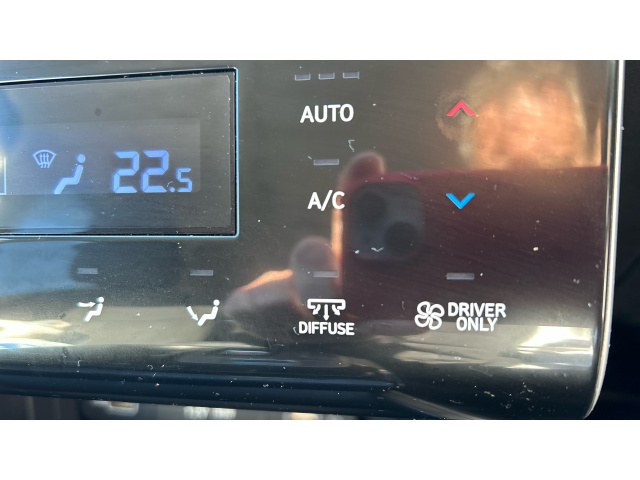 AUTO
22.5
A/C
DIFFUSE
DRIVER
ONLY